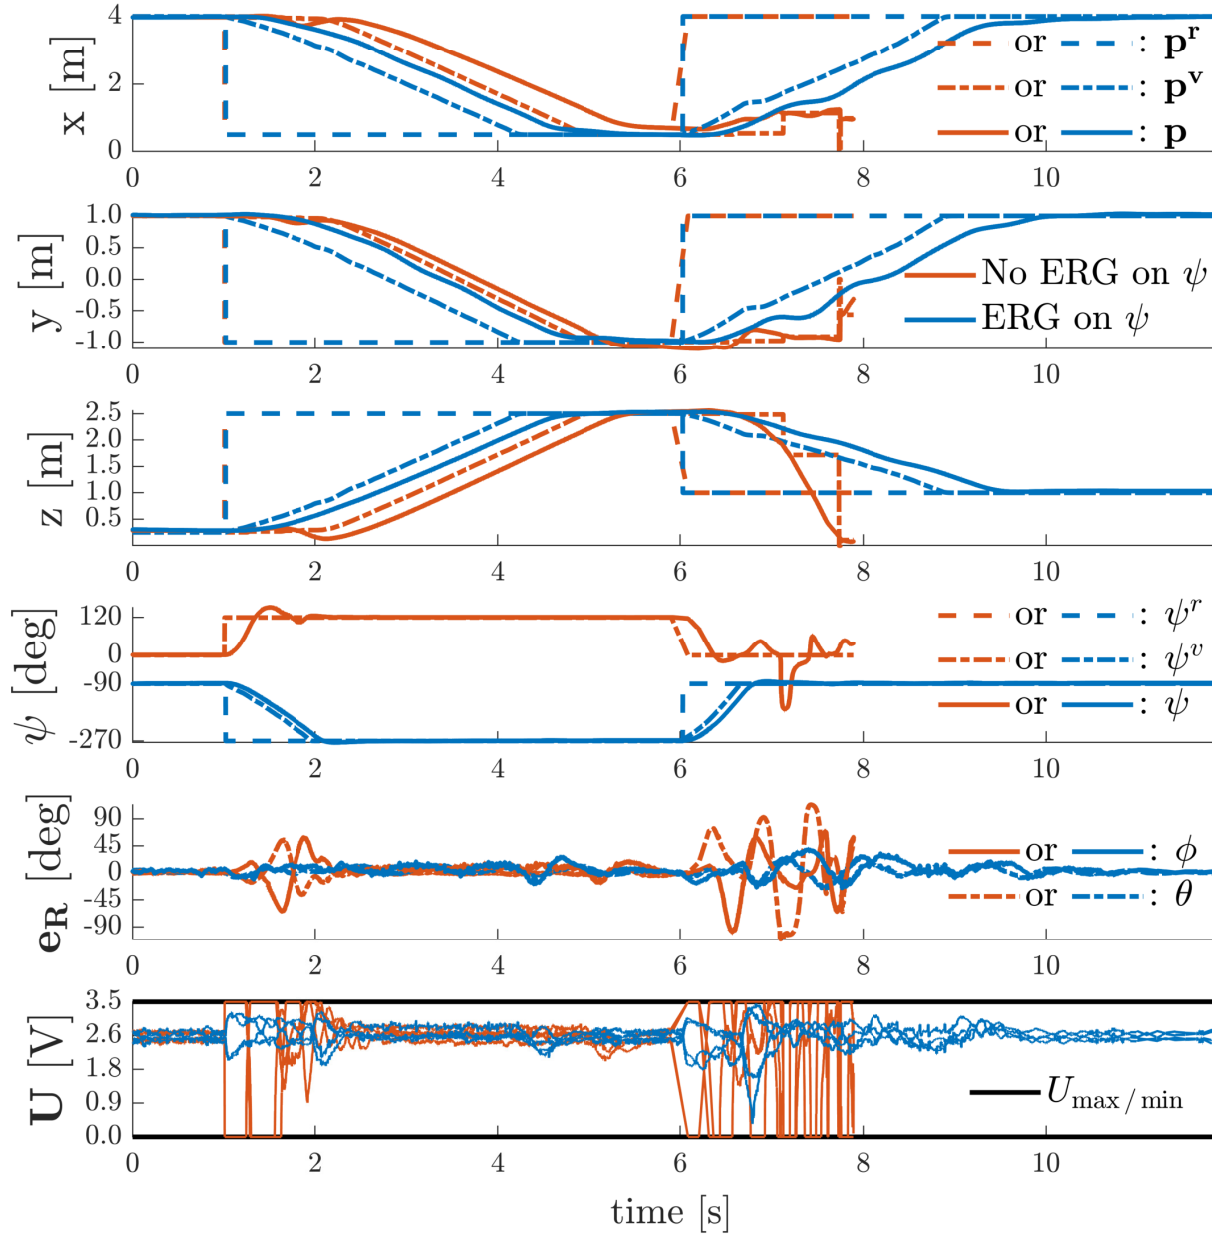 x [m]
4
2
0
or : p^r
or : p^v
or : p
0 2 4 6 8 10
y [m]
1.0
0.5
0.0
-0.5
-1.0
No ERG on ψ
ERG on ψ
0 2 4 6 8 10
z [m]
2.5
2.0
1.5
1.0
0.5
0 2 4 6 8 10
ψ [deg]
120
0
-90
-270
or : ψ^r
or : ψ^v
or : ψ
0 2 4 6 8 10
e_R [deg]
90
45
0
-45
-90
or : ϕ
or : θ
0 2 4 6 8 10
U [V]
3.5
2.6
1.8
0.9
0.0
U_max / min
0 2 4 6 8 10
time [s]